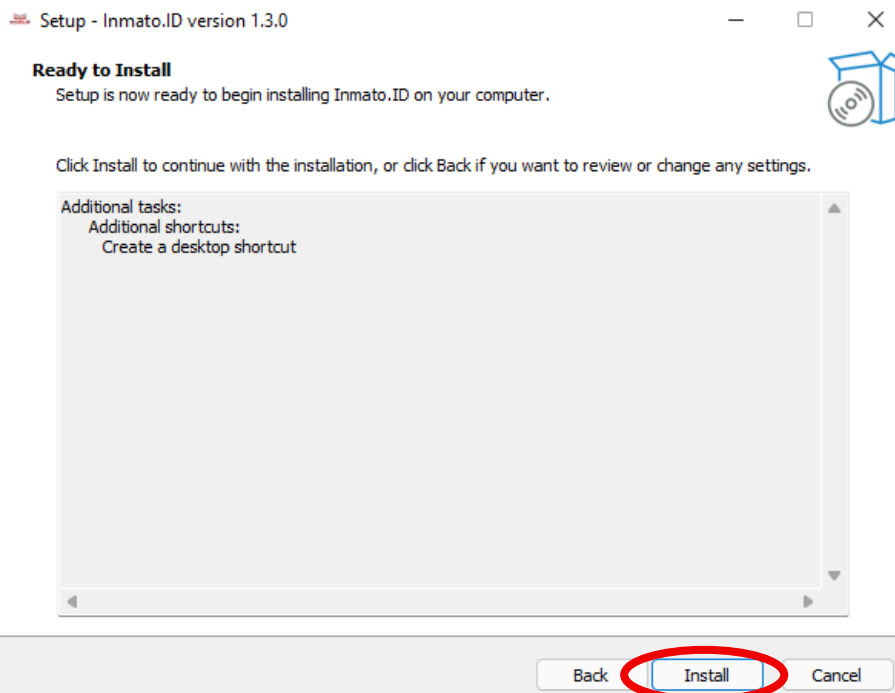 Setup - Inmato.ID version 1.3.0
Ready to Install
Setup is now ready to begin installing Inmato.ID on your computer.
Click Install to continue with the installation, or click Back if you want to review or change any settings.
Additional tasks:
Additional shortcuts:
Create a desktop shortcut
Back Install Cancel